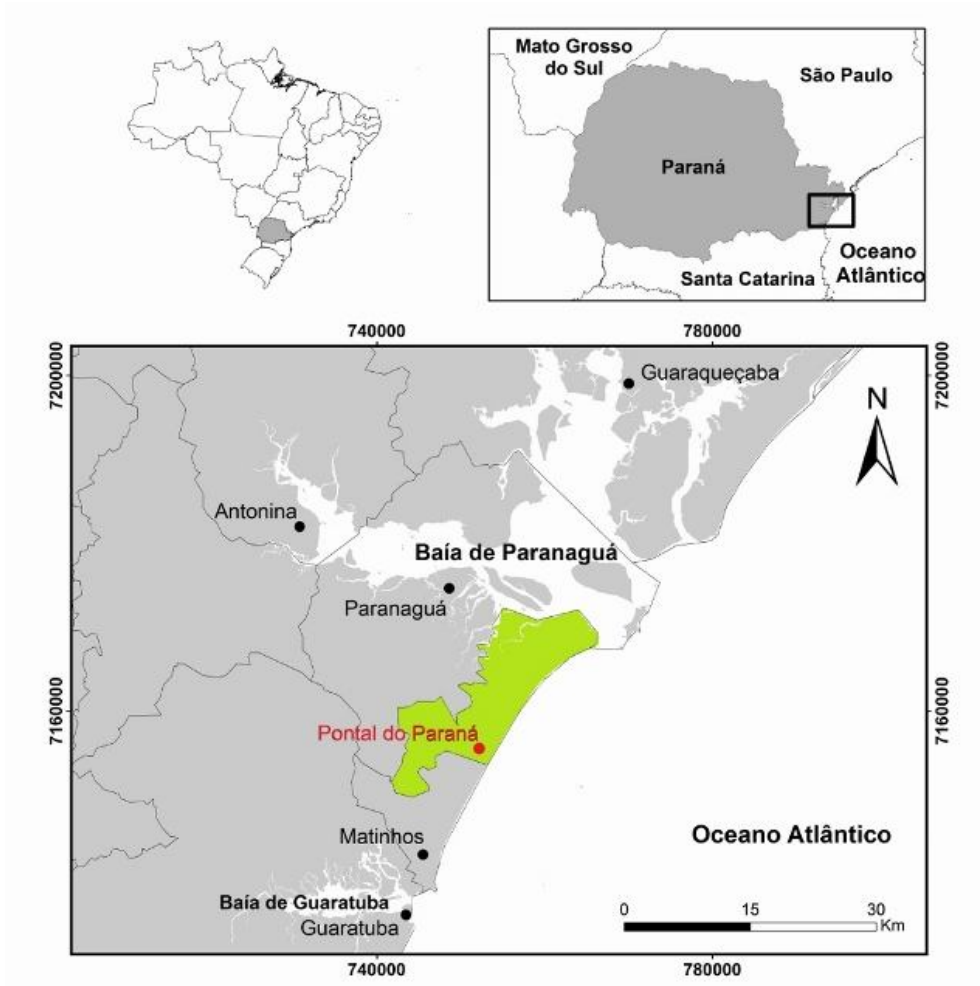 Mato Grosso
do Sul
São Paulo
Paraná
Oceano
Atlântico
Santa Catarina
740000
780000
7200000
7200000
Guaraqueçaba
N
Antonina
Baía de Paranaguá
Paranaguá
7160000
7160000
Pontal do Paraná
Matinhos
Oceano Atlântico
Baía de Guaratuba
Guaratuba
0 15 30
Km
740000
780000